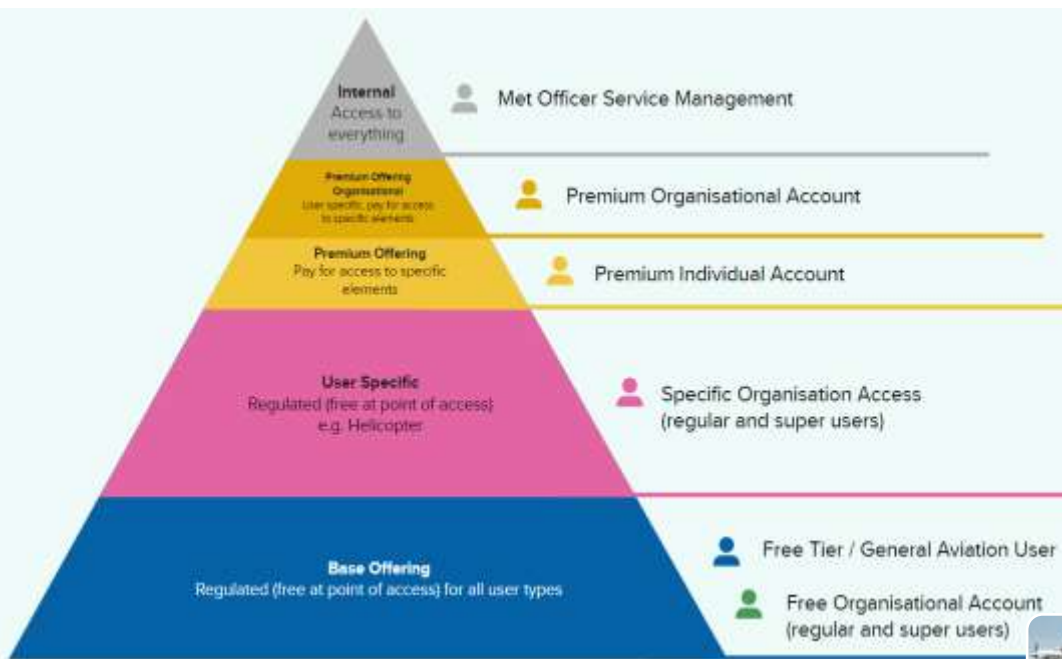 Internal
Access to
everything
Met Officer Service Management
Premium Offering
Organisational
User specific, pay for access
to specific elements
Premium Organisational Account
Premium Offering
Pay for access to specific
elements
Premium Individual Account
User Specific
Regulated (free at point of access)
e.g. Helicopter
Specific Organisation Access
(regular and super users)
Base Offering
Regulated (free at point of access) for all user types
Free Tier / General Aviation User
Free Organisational Account
(regular and super users)